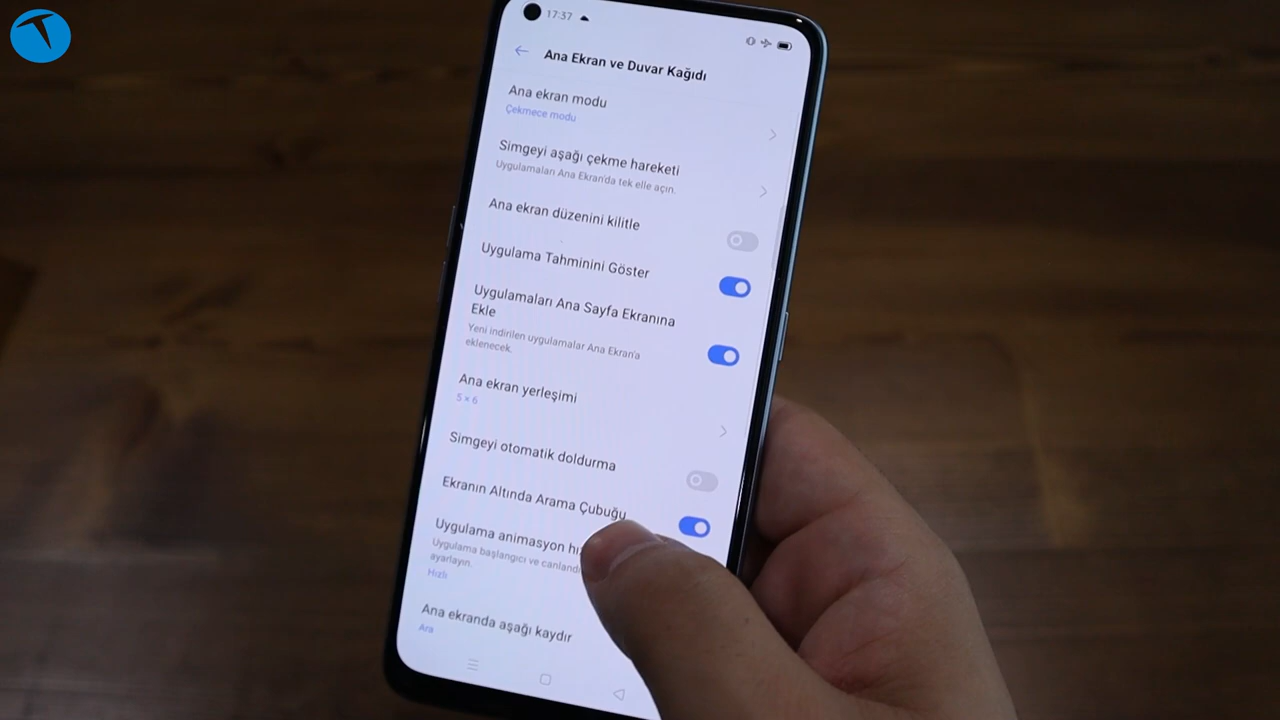 17:37
Ana Ekran ve Duvar Kağıdı
Ana ekran modu
Çekmece modu
Simgeyi aşağı çekme hareketi
Uygulamaları Ana Ekran'da tek elle açın.
Ana ekran düzenini kilitle
Uygulama Tahminini Göster
Uygulamaları Ana Sayfa Ekranına
Ekle
Yeni indirilen uygulamalar Ana Ekran'a
eklenecek.
Ana ekran yerleşimi
5 × 6
Simgeyi otomatik doldurma
Ekranın Altında Arama Çubuğu
Uygulama animasyon
Uygulama başlangıcı ve
ayarlayın.
Hızlı
Ana ekranda aşağı kaydır
Ara